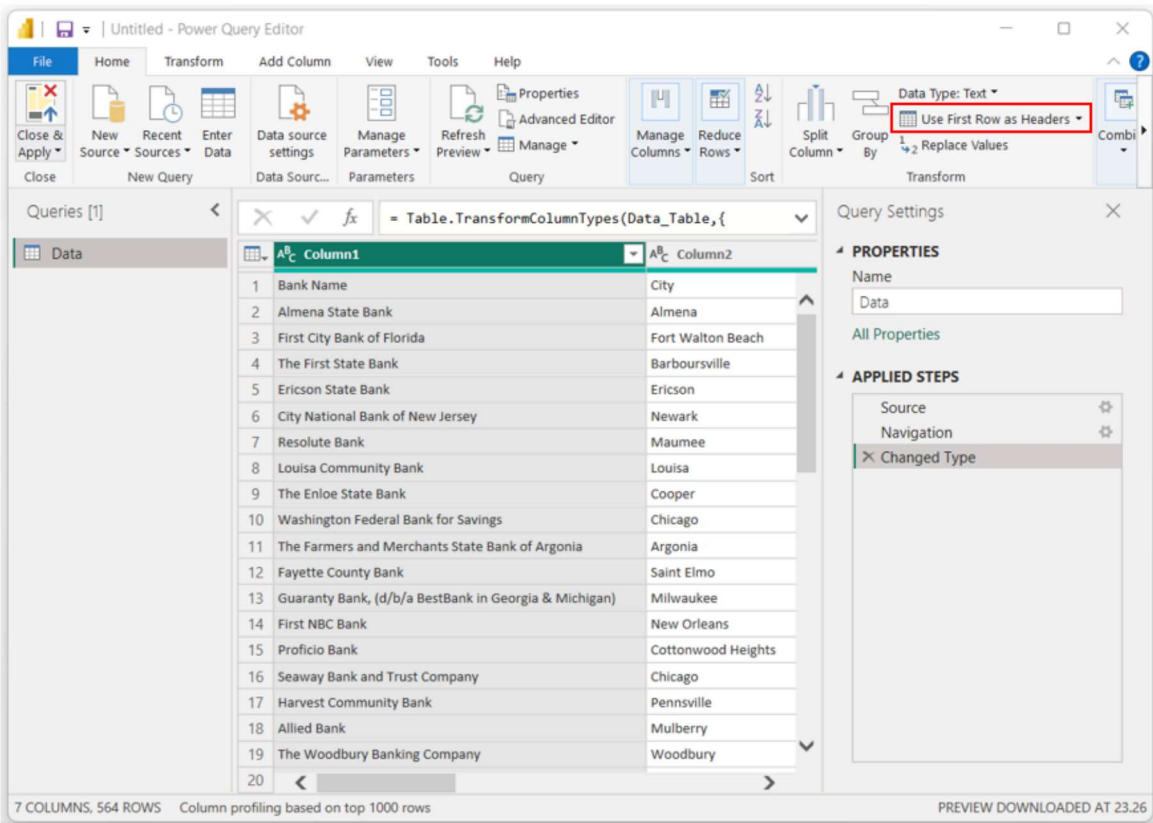 Untitled - Power Query Editor
File Home Transform Add Column View Tools Help
Close & Apply
New Source
Recent Sources
Enter Data
Data source settings
Manage Parameters
Refresh Preview
Properties
Advanced Editor
Manage
Manage Columns
Reduce Rows
Split Column
Group By
Data Type: Text
Use First Row as Headers
Replace Values
Combi
Close New Query Data Sourc... Parameters Query Sort Transform
Queries [1]
Data
fx = Table.TransformColumnTypes(Data_Table,{
ABC Column1 ABC Column2
1 Bank Name City
2 Almena State Bank Almena
3 First City Bank of Florida Fort Walton Beach
4 The First State Bank Barboursville
5 Ericson State Bank Ericson
6 City National Bank of New Jersey Newark
7 Resolute Bank Maumee
8 Louisa Community Bank Louisa
9 The Enloe State Bank Cooper
10 Washington Federal Bank for Savings Chicago
11 The Farmers and Merchants State Bank of Argonia Argonia
12 Fayette County Bank Saint Elmo
13 Guaranty Bank, (d/b/a BestBank in Georgia & Michigan) Milwaukee
14 First NBC Bank New Orleans
15 Proficio Bank Cottonwood Heights
16 Seaway Bank and Trust Company Chicago
17 Harvest Community Bank Pennsville
18 Allied Bank Mulberry
19 The Woodbury Banking Company Woodbury
20
Query Settings
PROPERTIES
Name
Data
All Properties
APPLIED STEPS
Source
Navigation
Changed Type
7 COLUMNS, 564 ROWS Column profiling based on top 1000 rows PREVIEW DOWNLOADED AT 23.26